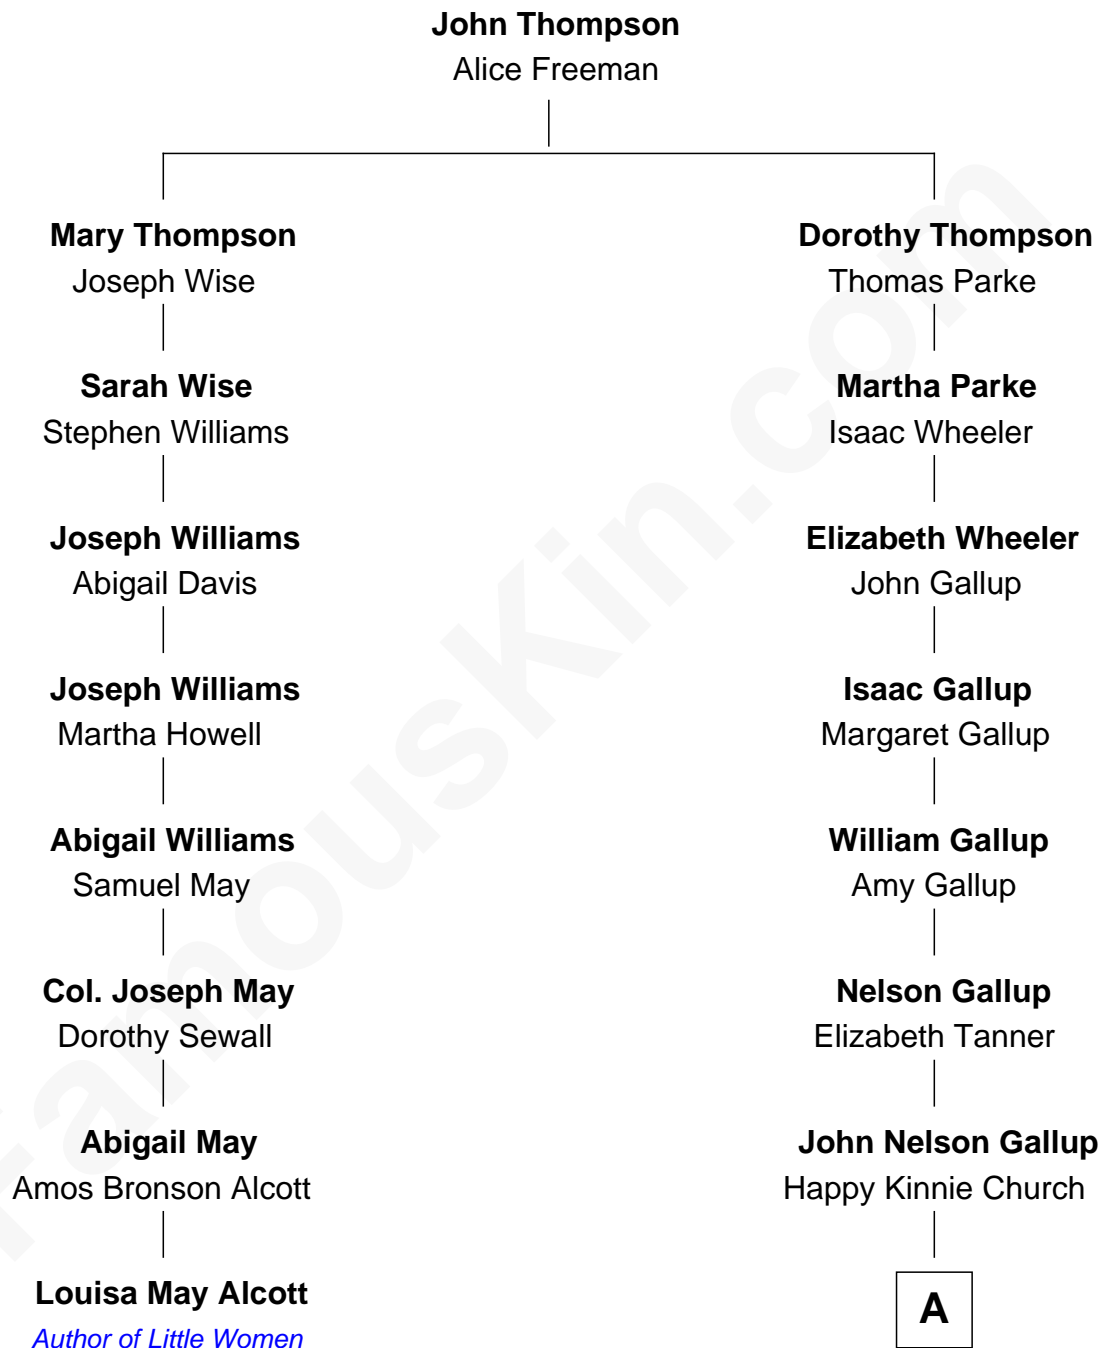 John Thompson
Alice Freeman
Mary Thompson
Joseph Wise
Dorothy Thompson
Thomas Parke
Sarah Wise
Stephen Williams
Martha Parke
Isaac Wheeler
Joseph Williams
Abigail Davis
Elizabeth Wheeler
John Gallup
Joseph Williams
Martha Howell
Isaac Gallup
Margaret Gallup
Abigail Williams
Samuel May
William Gallup
Amy Gallup
Col. Joseph May
Dorothy Sewall
Nelson Gallup
Elizabeth Tanner
Abigail May
Amos Bronson Alcott
John Nelson Gallup
Happy Kinnie Church
Louisa May Alcott
Author of Little Women
A
FamousKin.com